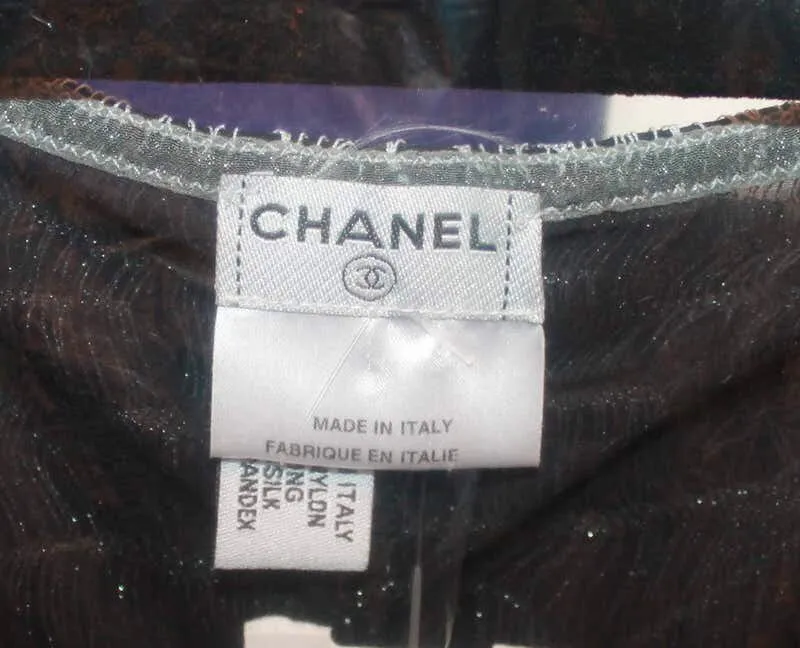 CHANEL
MADE IN ITALY
FABRIQUE EN ITALIE
ITALY
YLON
NG
SILK
ANDEX